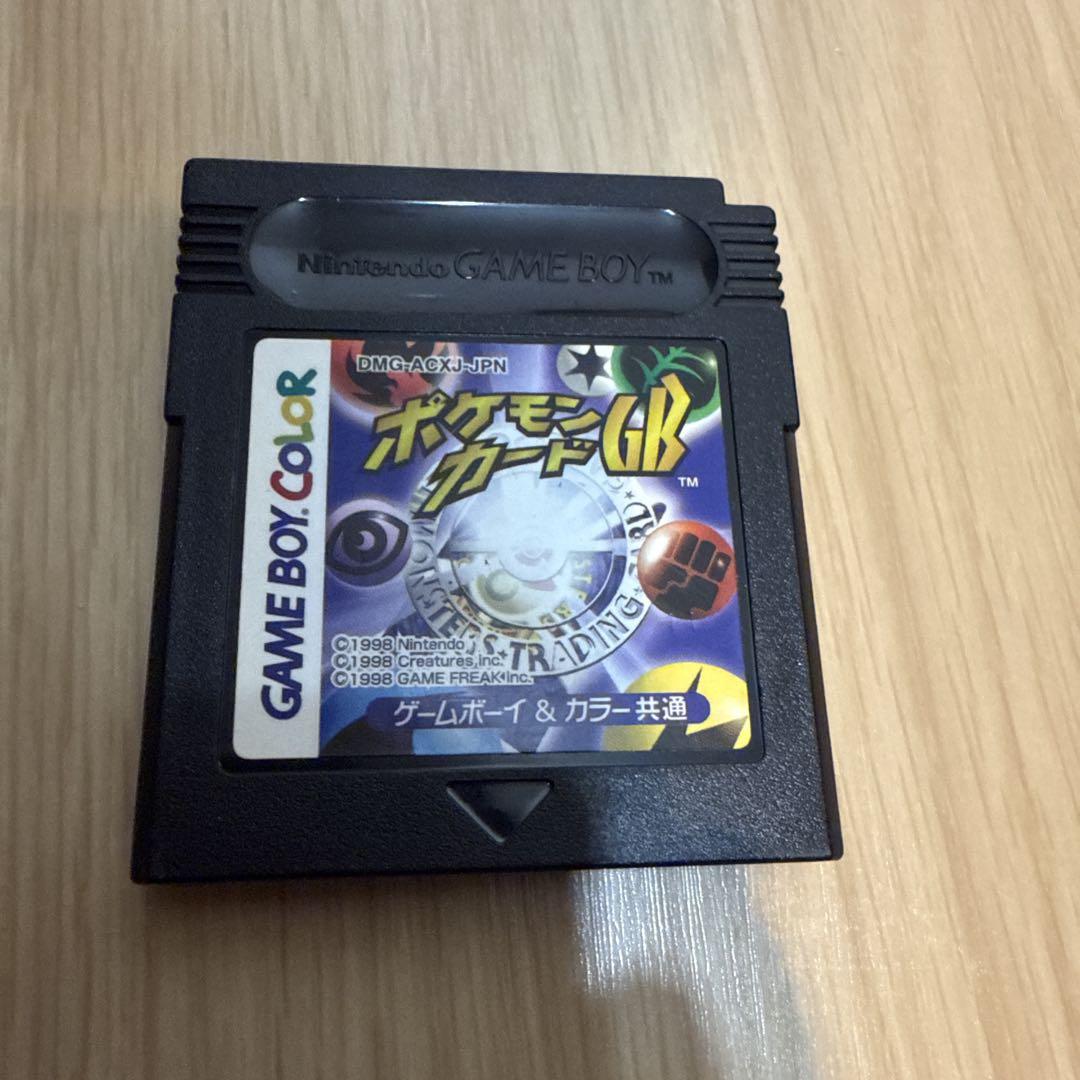 Nintendo GAME BOY™
DMG-ACXJ-JPN
ポケモン
カードGB™
GAME BOY COLOR
MONSTERS★TRADING★CARD
©1998 Nintendo
©1998 Creatures inc.
©1998 GAME FREAK inc.
ゲームボーイ & カラー共通